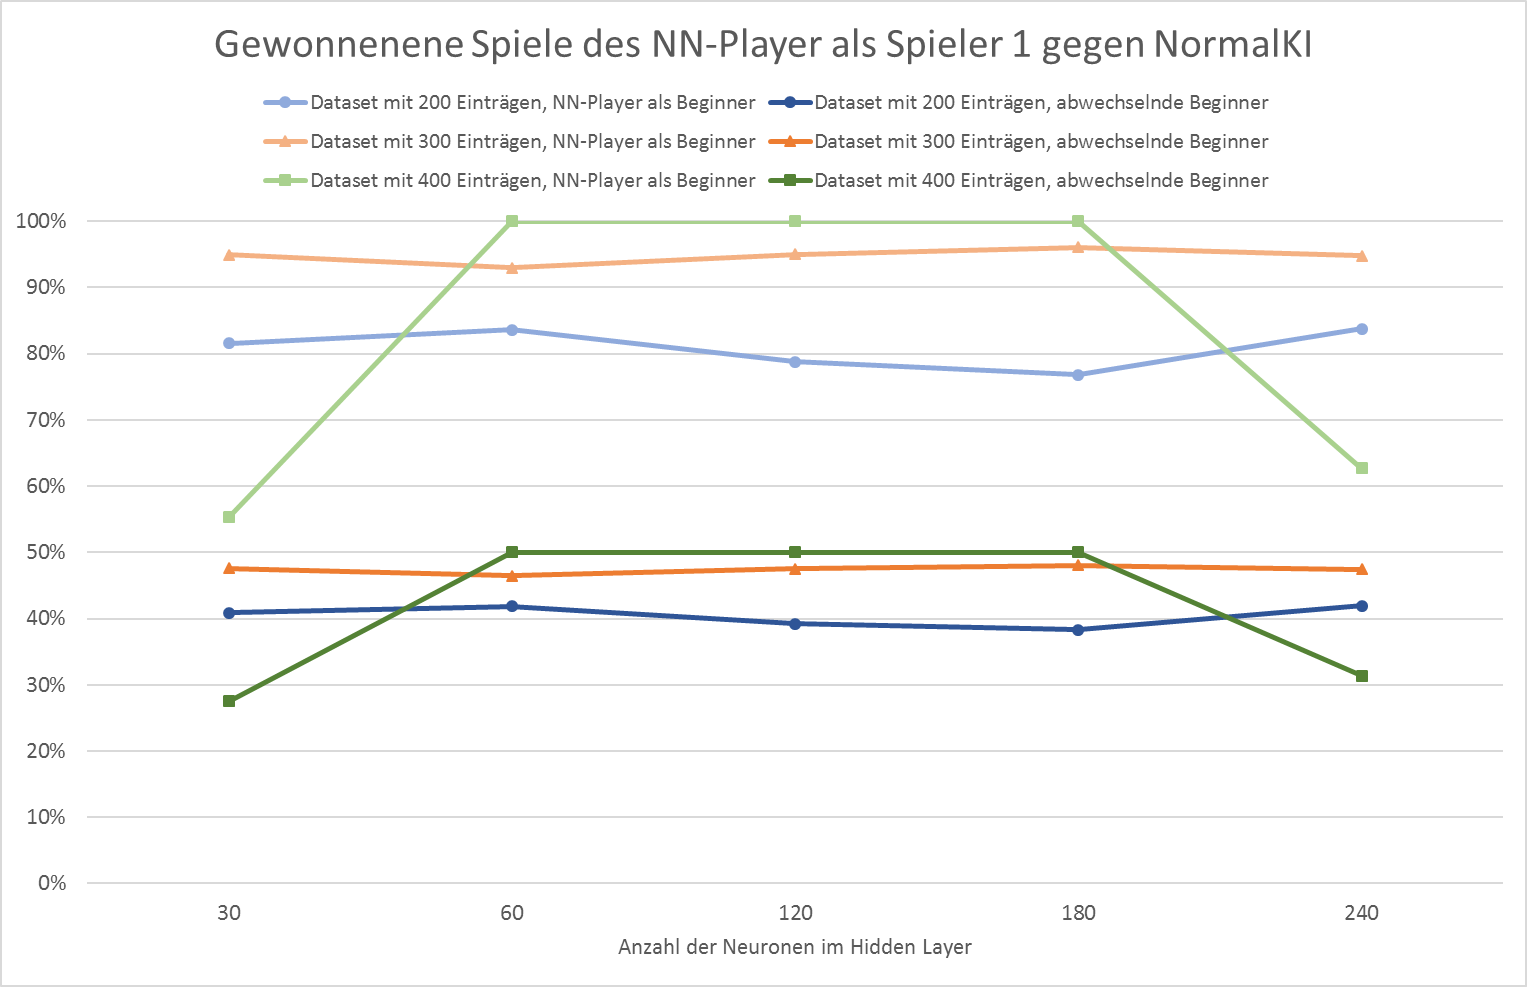 Gewonnenene Spiele des NN-Player als Spieler 1 gegen NormalKI
Dataset mit 200 Einträgen, NN-Player als Beginner
Dataset mit 200 Einträgen, abwechselnde Beginner
Dataset mit 300 Einträgen, NN-Player als Beginner
Dataset mit 300 Einträgen, abwechselnde Beginner
Dataset mit 400 Einträgen, NN-Player als Beginner
Dataset mit 400 Einträgen, abwechselnde Beginner
100%
90%
80%
70%
60%
50%
40%
30%
20%
10%
0%
30 60 120 180 240
Anzahl der Neuronen im Hidden Layer